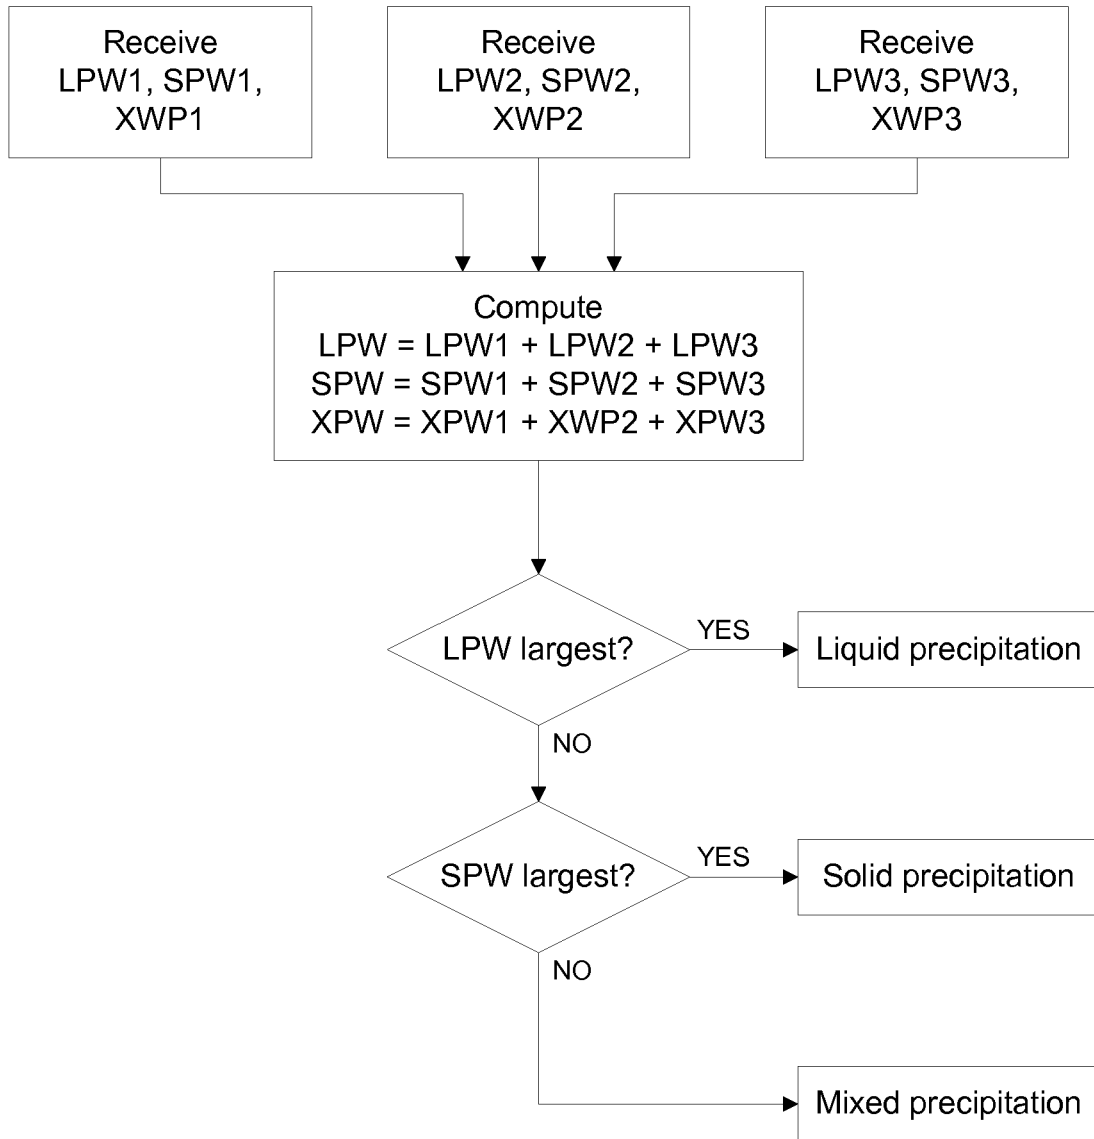 Receive
LPW1, SPW1,
XWP1
Receive
LPW2, SPW2,
XWP2
Receive
LPW3, SPW3,
XWP3
Compute
LPW = LPW1 + LPW2 + LPW3
SPW = SPW1 + SPW2 + SPW3
XPW = XPW1 + XWP2 + XPW3
LPW largest?
YES
Liquid precipitation
NO
SPW largest?
YES
Solid precipitation
NO
Mixed precipitation